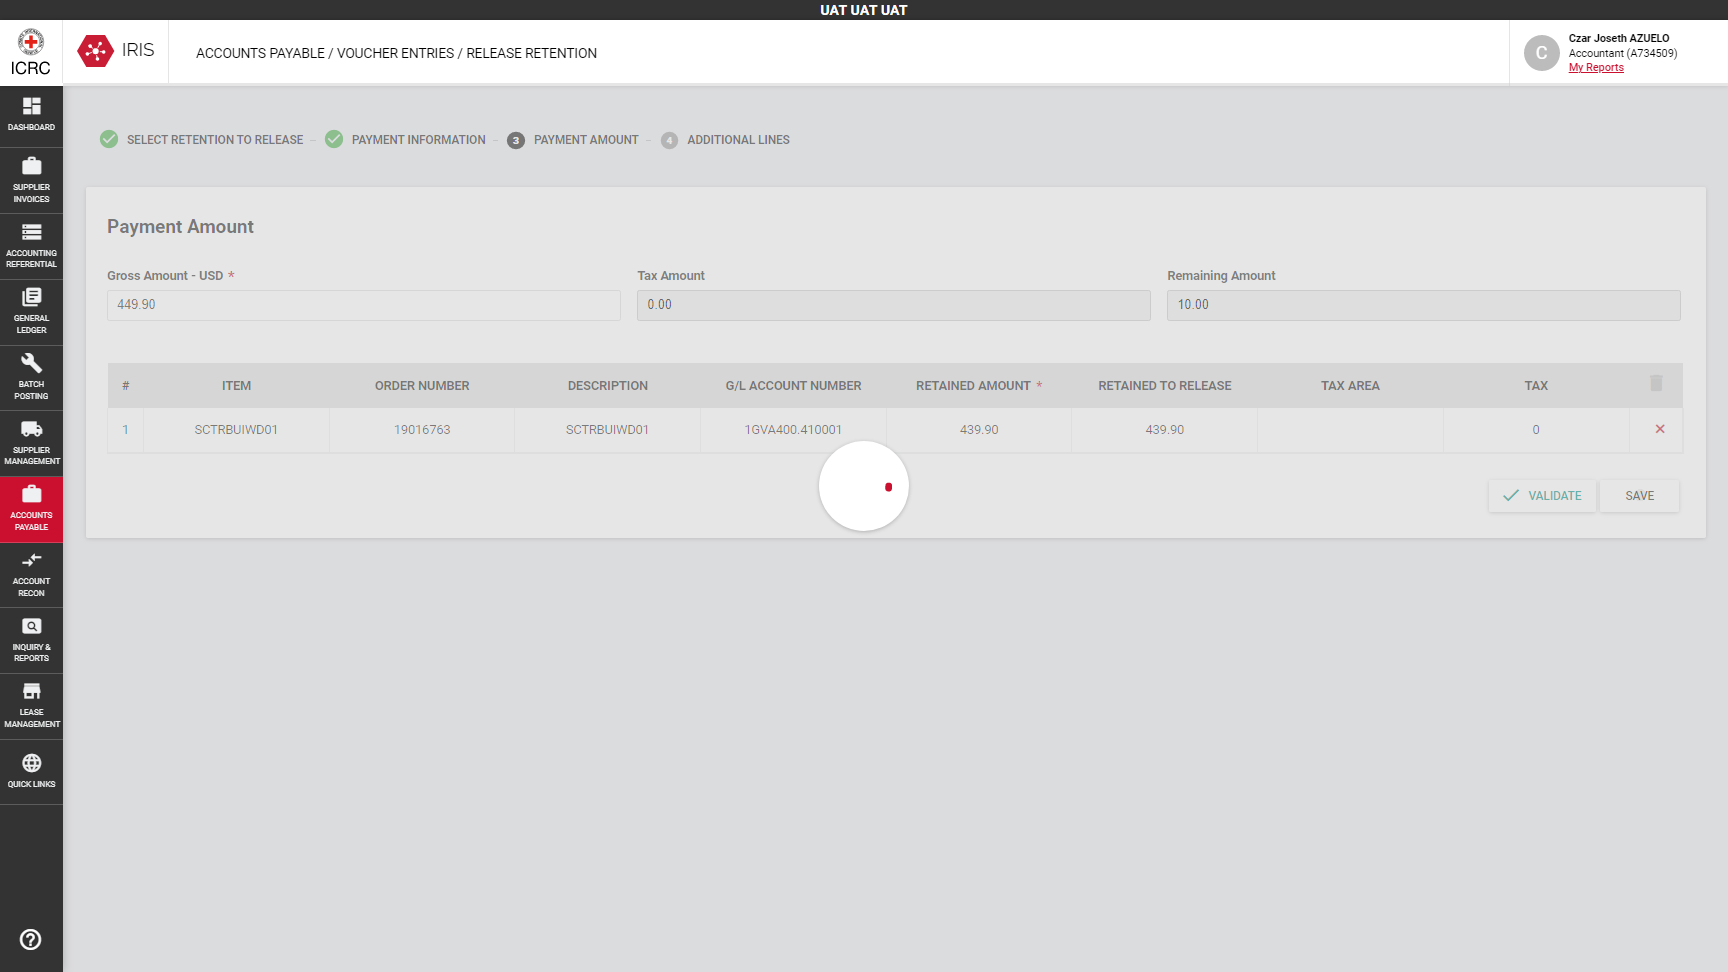 UAT UAT UAT
ICRC
IRIS
ACCOUNTS PAYABLE / VOUCHER ENTRIES / RELEASE RETENTION
C
Czar Joseth AZUELO
Accountant (A734509)
My Reports
DASHBOARD
SUPPLIER
INVOICES
ACCOUNTING
REFERENTIAL
GENERAL
LEDGER
BATCH
POSTING
SUPPLIER
MANAGEMENT
ACCOUNTS
PAYABLE
ACCOUNT
RECON
INQUIRY &
REPORTS
LEASE
MANAGEMENT
QUICK LINKS
SELECT RETENTION TO RELEASE
PAYMENT INFORMATION
3 PAYMENT AMOUNT
4 ADDITIONAL LINES
Payment Amount
Gross Amount - USD * Tax Amount Remaining Amount
449.90 0.00 10.00
# ITEM ORDER NUMBER DESCRIPTION G/L ACCOUNT NUMBER RETAINED AMOUNT * RETAINED TO RELEASE TAX AREA TAX
1 SCTRBUIWD01 19016763 SCTRBUIWD01 1GVA400.410001 439.90 439.90 0
VALIDATE SAVE